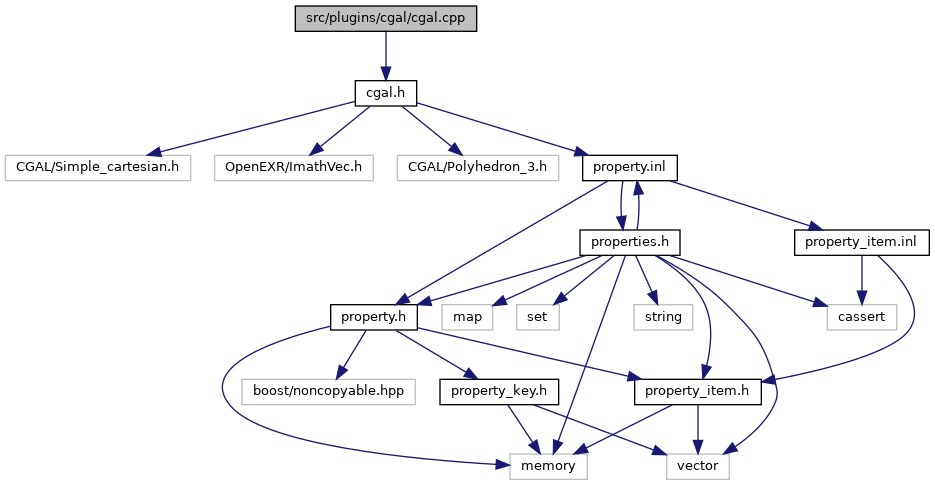 src/plugins/cgal/cgal.cpp
cgal.h
CGAL/Simple_cartesian.h
OpenEXR/ImathVec.h
CGAL/Polyhedron_3.h
property.inl
properties.h
property_item.inl
property.h
map
set
string
cassert
boost/noncopyable.hpp
property_key.h
property_item.h
memory
vector